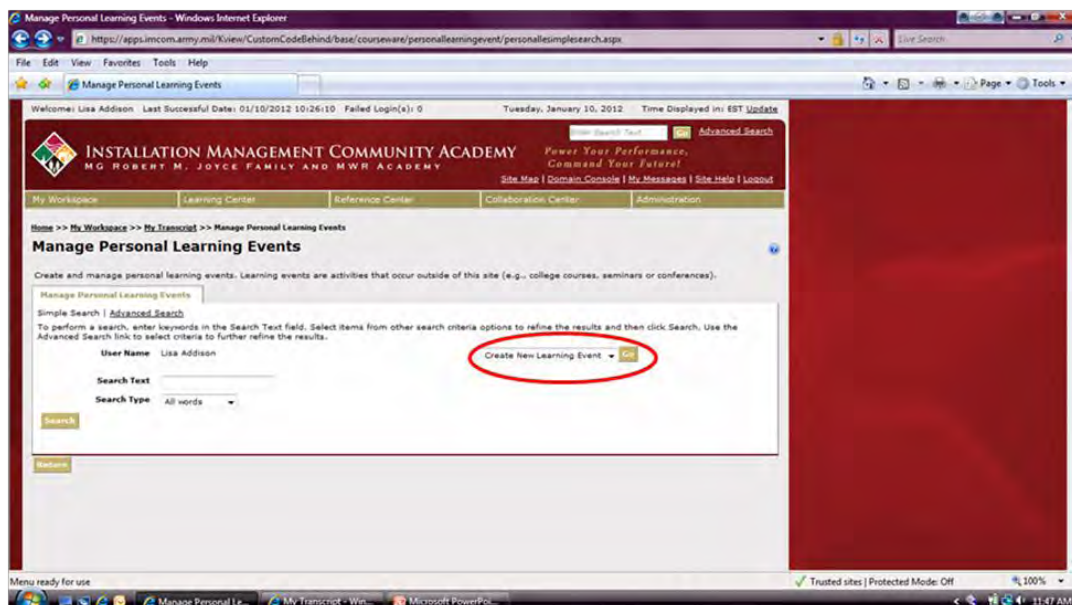 Manage Personal Learning Events - Windows Internet Explorer
https://apps.imcom.army.mil/Kview/CustomCodeBehind/base/courseware/personallearningevent/personallesimplesearch.aspx
Live Search
File Edit View Favorites Tools Help
Manage Personal Learning Events
Page Tools
Welcome: Lisa Addison Last Successful Date: 01/10/2012 10:26:10 Failed Login(s): 0 Tuesday, January 10, 2012 Time Displayed in: EST Update
Enter Search Text Go Advanced Search
INSTALLATION MANAGEMENT COMMUNITY ACADEMY
MG ROBERT M. JOYCE FAMILY AND MWR ACADEMY
Power Your Performance,
Command Your Future!
Site Map | Domain Console | My Messages | Site Help | Logout
My Workspace Learning Center Reference Center Collaboration Center Administration
Home >> My Workspace >> My Transcript >> Manage Personal Learning Events
Manage Personal Learning Events
Create and manage personal learning events. Learning events are activities that occur outside of this site (e.g., college courses, seminars or conferences).
Manage Personal Learning Events
Simple Search | Advanced Search
To perform a search, enter keywords in the Search Text field. Select items from other search criteria options to refine the results and then click Search. Use the
Advanced Search link to select criteria to further refine the results.
User Name Lisa Addison
Create New Learning Event Go
Search Text
Search Type All words
Search
Return
Menu ready for use
Trusted sites | Protected Mode: Off 100%
Manage Personal Le... My Transcript - Win... Microsoft PowerPoi... 11:47 AM